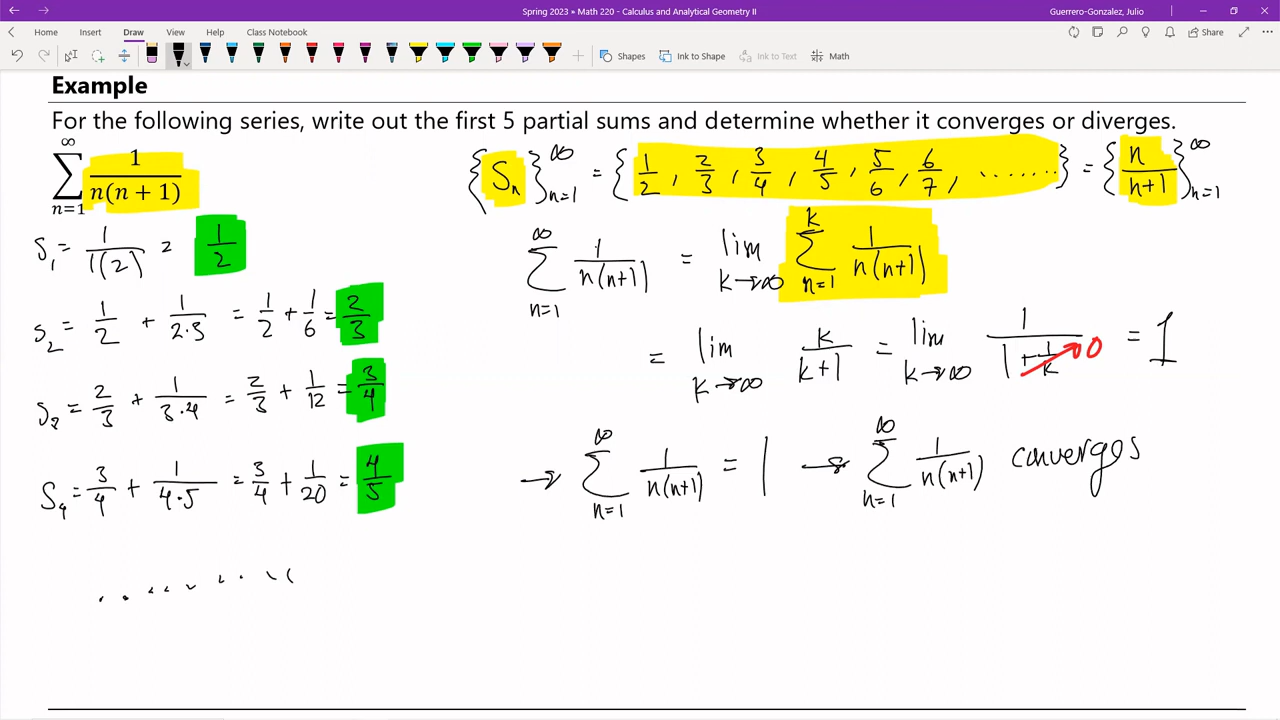 Spring 2023 » Math 220 - Calculus and Analytical Geometry II
Guerrero-Gonzalez, Julio
Home Insert Draw View Help Class Notebook
Share
Shapes Ink to Shape Ink to Text Math
Example
For the following series, write out the first 5 partial sums and determine whether it converges or diverges.
∑_{n=1}^{∞} 1/(n(n + 1))
{S_n}_{n=1}^{∞} = {1/2, 2/3, 3/4, 4/5, 5/6, 6/7, .......} = {n/(n+1)}_{n=1}^{∞}
S_1 = 1/(1(2)) = 1/2
∑_{n=1}^{∞} 1/(n(n+1)) = lim_{k→∞} ∑_{n=1}^{k} 1/(n(n+1))
S_2 = 1/2 + 1/(2·3) = 1/2 + 1/6 = 2/3
= lim_{k→∞} k/(k+1) = lim_{k→∞} 1/(1+1/k) 0 = 1
S_3 = 2/3 + 1/(3·4) = 2/3 + 1/12 = 3/4
S_4 = 3/4 + 1/(4·5) = 3/4 + 1/20 = 4/5
→ ∑_{n=1}^{∞} 1/(n(n+1)) = 1 → ∑_{n=1}^{∞} 1/(n(n+1)) converges